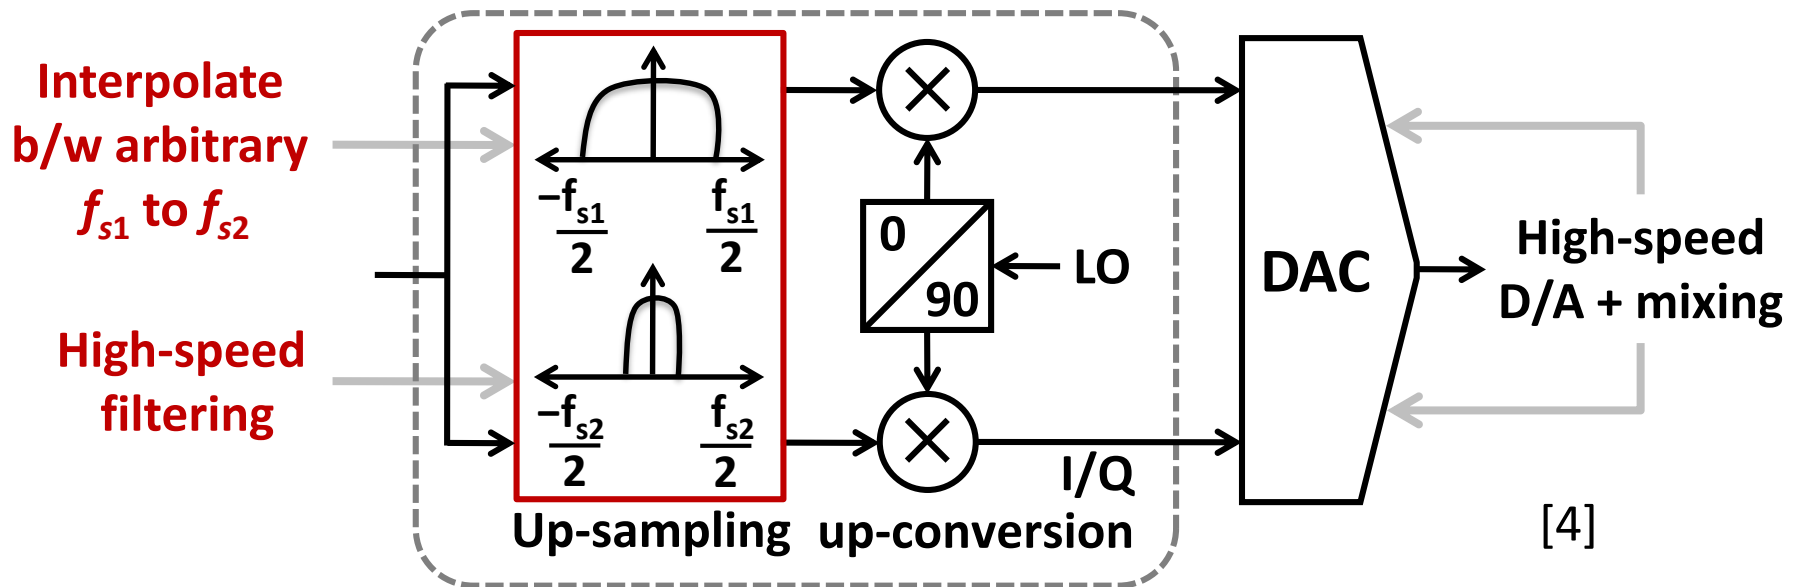 Interpolate
b/w arbitrary
fs1 to fs2
High-speed
filtering
−fs1
2
fs1
2
−fs2
2
fs2
2
Up-sampling
0
90
LO
I/Q
up-conversion
DAC
High-speed
D/A + mixing
[4]